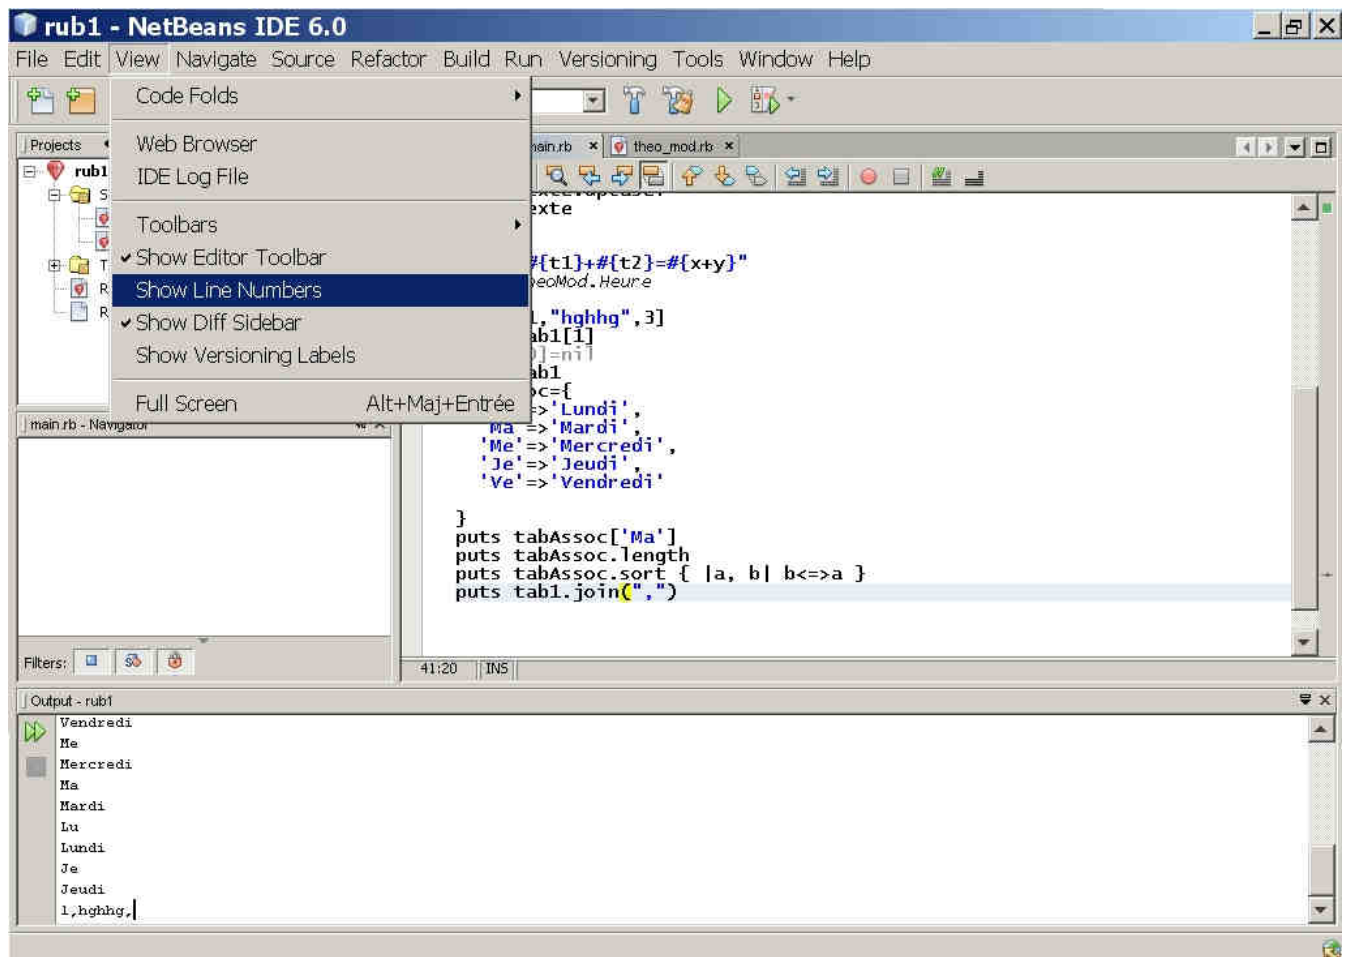 rub1 - NetBeans IDE 6.0
File Edit View Navigate Source Refactor Build Run Versioning Tools Window Help
Code Folds
Web Browser
IDE Log File
Toolbars
Show Editor Toolbar
Show Line Numbers
Show Diff Sidebar
Show Versioning Labels
Full Screen Alt+Maj+Entrée
Projects
rub1
S
T
R
R
main.rb - Navigator
Filters:
main.rb theo_mod.rb
#{t1}+#{t2}=#{x+y}"
eoMod.Heure
,"hghhg",3]
ab1[1]
]=nil
ab1
c={
=>'Lundi',
'Ma'=>'Mardi',
'Me'=>'Mercredi',
'Je'=>'Jeudi',
'Ve'=>'Vendredi'
}
puts tabAssoc['Ma']
puts tabAssoc.length
puts tabAssoc.sort { |a, b| b<=>a }
puts tab1.join(",")
41:20 INS
Output - rub1
Vendredi
Me
Mercredi
Ma
Mardi
Lu
Lundi
Je
Jeudi
1,hghhg,